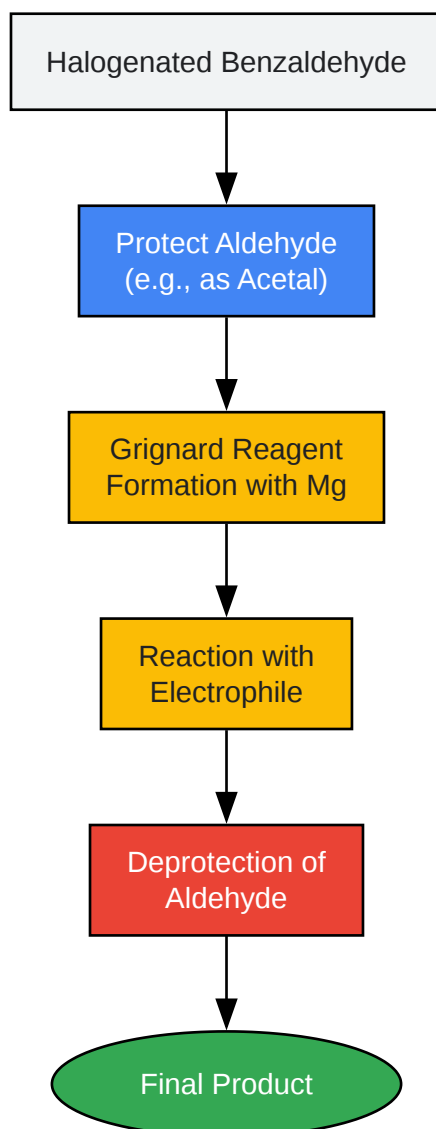 Halogenated Benzaldehyde
Protect Aldehyde
(e.g., as Acetal)
Grignard Reagent
Formation with Mg
Reaction with
Electrophile
Deprotection of
Aldehyde
Final Product